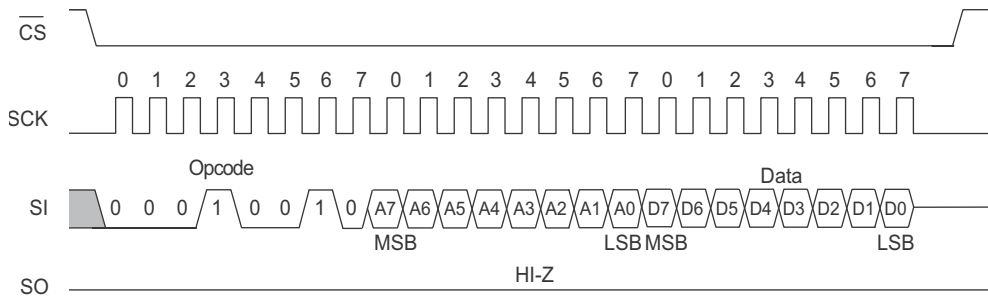 CS
0 1 2 3 4 5 6 7 0 1 2 3 4 5 6 7 0 1 2 3 4 5 6 7
SCK
Opcode Data
SI 0 0 0 1 0 0 1 0 A7 A6 A5 A4 A3 A2 A1 A0 D7 D6 D5 D4 D3 D2 D1 D0
MSB LSB MSB LSB
HI-Z
SO